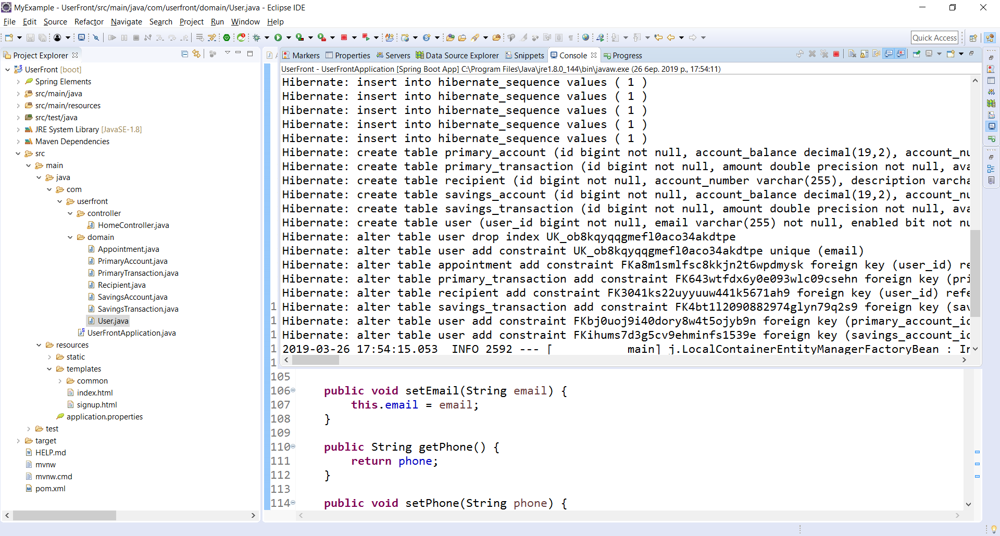 MyExample - UserFront/src/main/java/com/userfront/domain/User.java - Eclipse IDE
File Edit Source Refactor Navigate Search Project Run Window Help
Quick Access
Project Explorer
UserFront [boot]
Spring Elements
src/main/java
src/main/resources
src/test/java
JRE System Library [JavaSE-1.8]
Maven Dependencies
src
main
java
com
userfront
controller
HomeController.java
domain
Appointment.java
PrimaryAccount.java
PrimaryTransaction.java
Recipient.java
SavingsAccount.java
SavingsTransaction.java
User.java
UserFrontApplication.java
resources
static
templates
common
index.html
signup.html
application.properties
test
target
HELP.md
mvnw
mvnw.cmd
pom.xml
Markers Properties Servers Data Source Explorer Snippets Console Progress
UserFront - UserFrontApplication [Spring Boot App] C:\Program Files\Java\jre1.8.0_144\bin\javaw.exe (26 бер. 2019 р., 17:54:11)
Hibernate: insert into hibernate_sequence values ( 1 )
Hibernate: insert into hibernate_sequence values ( 1 )
Hibernate: insert into hibernate_sequence values ( 1 )
Hibernate: insert into hibernate_sequence values ( 1 )
Hibernate: insert into hibernate_sequence values ( 1 )
Hibernate: create table primary_account (id bigint not null, account_balance decimal(19,2), account_nu
Hibernate: create table primary_transaction (id bigint not null, amount double precision not null, ava
Hibernate: create table recipient (id bigint not null, account_number varchar(255), description varcha
Hibernate: create table savings_account (id bigint not null, account_balance decimal(19,2), account_nu
Hibernate: create table savings_transaction (id bigint not null, amount double precision not null, ava
Hibernate: create table user (user_id bigint not null, email varchar(255) not null, enabled bit not nu
Hibernate: alter table user drop index UK_ob8kqyqqgmefl0aco34akdtpe
Hibernate: alter table user add constraint UK_ob8kqyqqgmefl0aco34akdtpe unique (email)
Hibernate: alter table appointment add constraint FKa8m1smlfsc8kkjn2t6wpdmysk foreign key (user_id) re
Hibernate: alter table primary_transaction add constraint FK643wtfdx6y0e093wlc09csehn foreign key (pri
Hibernate: alter table recipient add constraint FK3041ks22uyyuuw441k5671ah9 foreign key (user_id) refe
Hibernate: alter table savings_transaction add constraint FK4bt1l2090882974glyn79q2s9 foreign key (sav
Hibernate: alter table user add constraint FKbj0uoj9i40dory8w4t5ojyb9n foreign key (primary_account_id
Hibernate: alter table user add constraint FKihums7d3g5cv9ehminfs1539e foreign key (savings_account_id
2019-03-26 17:54:15.053 INFO 2592 --- [ main] j.LocalContainerEntityManagerFactoryBean : In
105
106 public void setEmail(String email) {
107 this.email = email;
108 }
109
110 public String getPhone() {
111 return phone;
112 }
113
114 public void setPhone(String phone) {